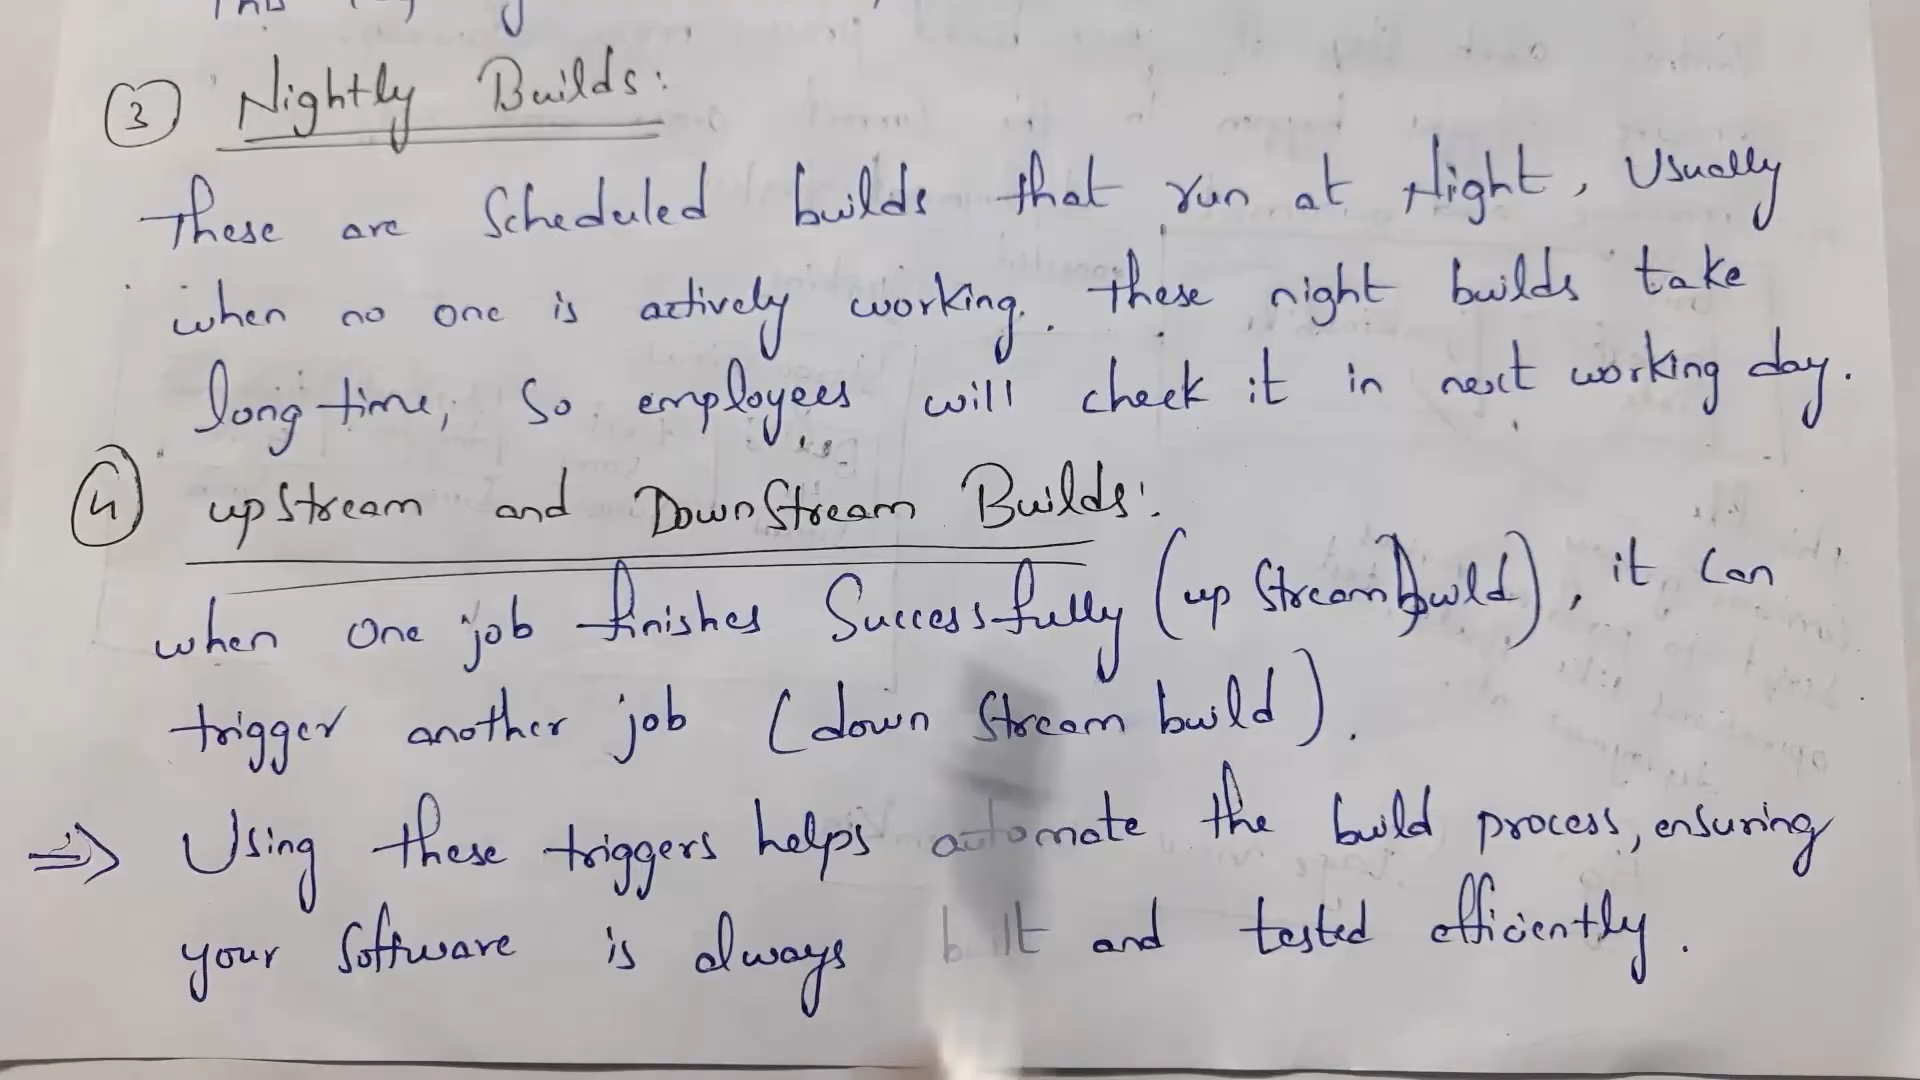 ③ Nightly Builds:
These are Scheduled builds that run at Night, Usually
when no one is actively working. These night builds take
long time, So employees will check it in next working day.
④ upstream and DownStream Builds:
when one job finishes Successfully (up Stream Build), it can
trigger another job (down Stream build).
⇒ Using these triggers helps automate the build process, ensuring
your Software is always built and tested efficiently.